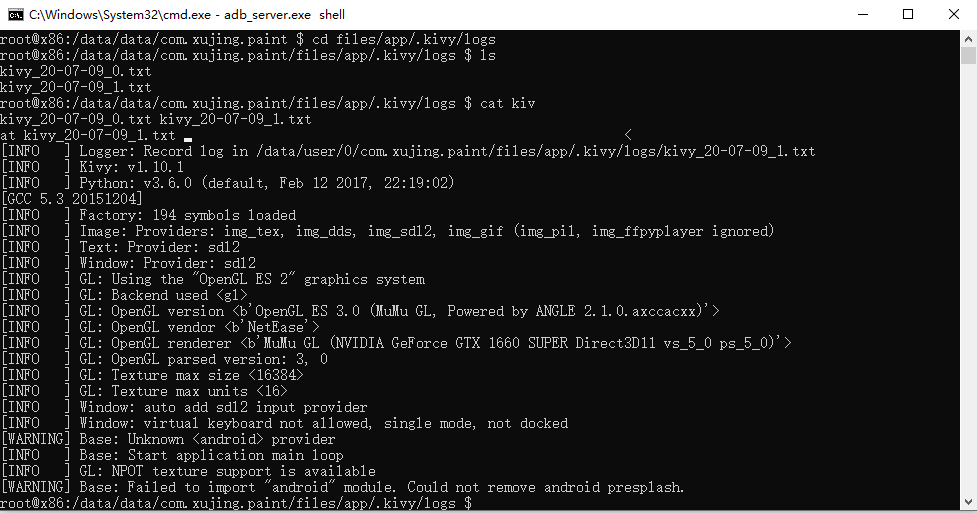 C:\Windows\System32\cmd.exe - adb_server.exe  shell
root@x86:/data/data/com.xujing.paint $ cd files/app/.kivy/logs
root@x86:/data/data/com.xujing.paint/files/app/.kivy/logs $ ls
kivy_20-07-09_0.txt
kivy_20-07-09_1.txt
root@x86:/data/data/com.xujing.paint/files/app/.kivy/logs $ cat kiv
kivy_20-07-09_0.txt kivy_20-07-09_1.txt
at kivy_20-07-09_1.txt <
[INFO   ] Logger: Record log in /data/user/0/com.xujing.paint/files/app/.kivy/logs/kivy_20-07-09_1.txt
[INFO   ] Kivy: v1.10.1
[INFO   ] Python: v3.6.0 (default, Feb 12 2017, 22:19:02)
[GCC 5.3 20151204]
[INFO   ] Factory: 194 symbols loaded
[INFO   ] Image: Providers: img_tex, img_dds, img_sdl2, img_gif (img_pil, img_ffpyplayer ignored)
[INFO   ] Text: Provider: sdl2
[INFO   ] Window: Provider: sdl2
[INFO   ] GL: Using the "OpenGL ES 2" graphics system
[INFO   ] GL: Backend used <gl>
[INFO   ] GL: OpenGL version <b'OpenGL ES 3.0 (MuMu GL, Powered by ANGLE 2.1.0.axccacxx)'>
[INFO   ] GL: OpenGL vendor <b'NetEase'>
[INFO   ] GL: OpenGL renderer <b'MuMu GL (NVIDIA GeForce GTX 1660 SUPER Direct3D11 vs_5_0 ps_5_0)'>
[INFO   ] GL: OpenGL parsed version: 3, 0
[INFO   ] GL: Texture max size <16384>
[INFO   ] GL: Texture max units <16>
[INFO   ] Window: auto add sdl2 input provider
[INFO   ] Window: virtual keyboard not allowed, single mode, not docked
[WARNING] Base: Unknown <android> provider
[INFO   ] Base: Start application main loop
[INFO   ] GL: NPOT texture support is available
[WARNING] Base: Failed to import "android" module. Could not remove android presplash.
root@x86:/data/data/com.xujing.paint/files/app/.kivy/logs $